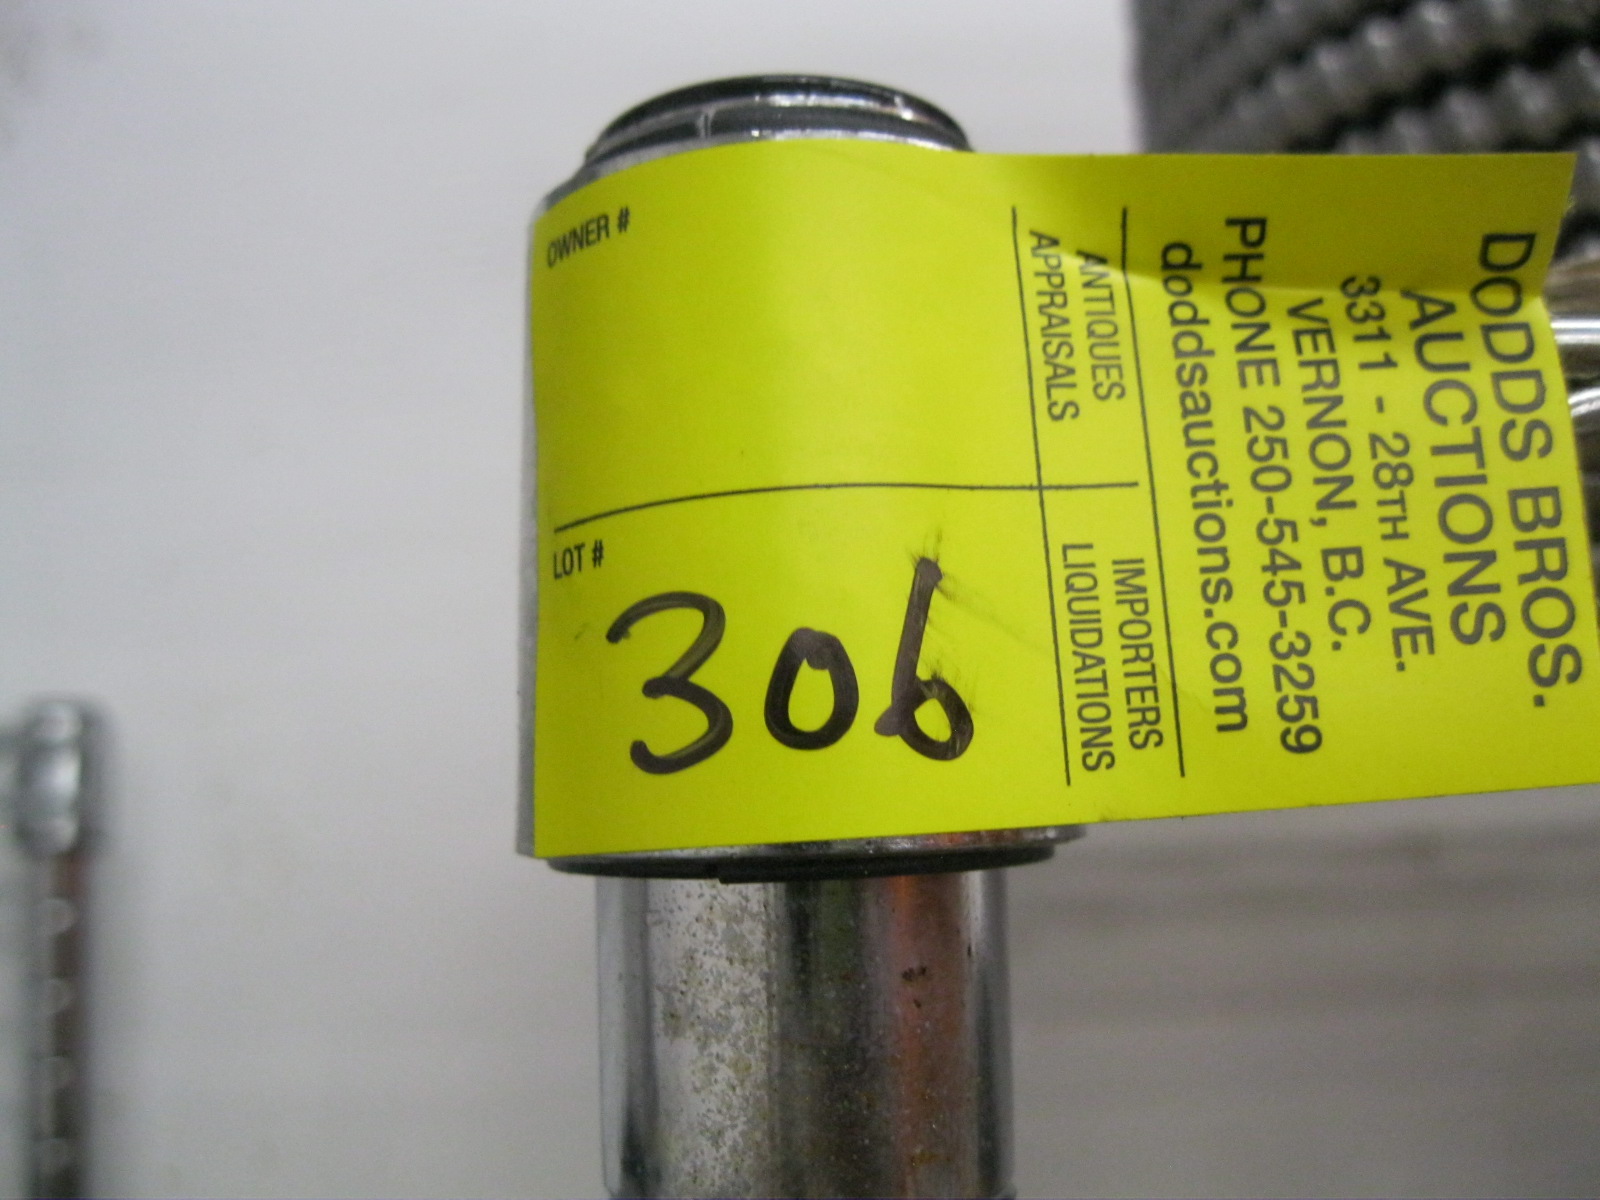 DODDS BROS.
AUCTIONS
3311 - 28TH AVE.
VERNON, B.C.
PHONE 250-545-3259
doddsauctions.com
ANTIQUES IMPORTERS
APPRAISALS LIQUIDATIONS
OWNER #
LOT #
306